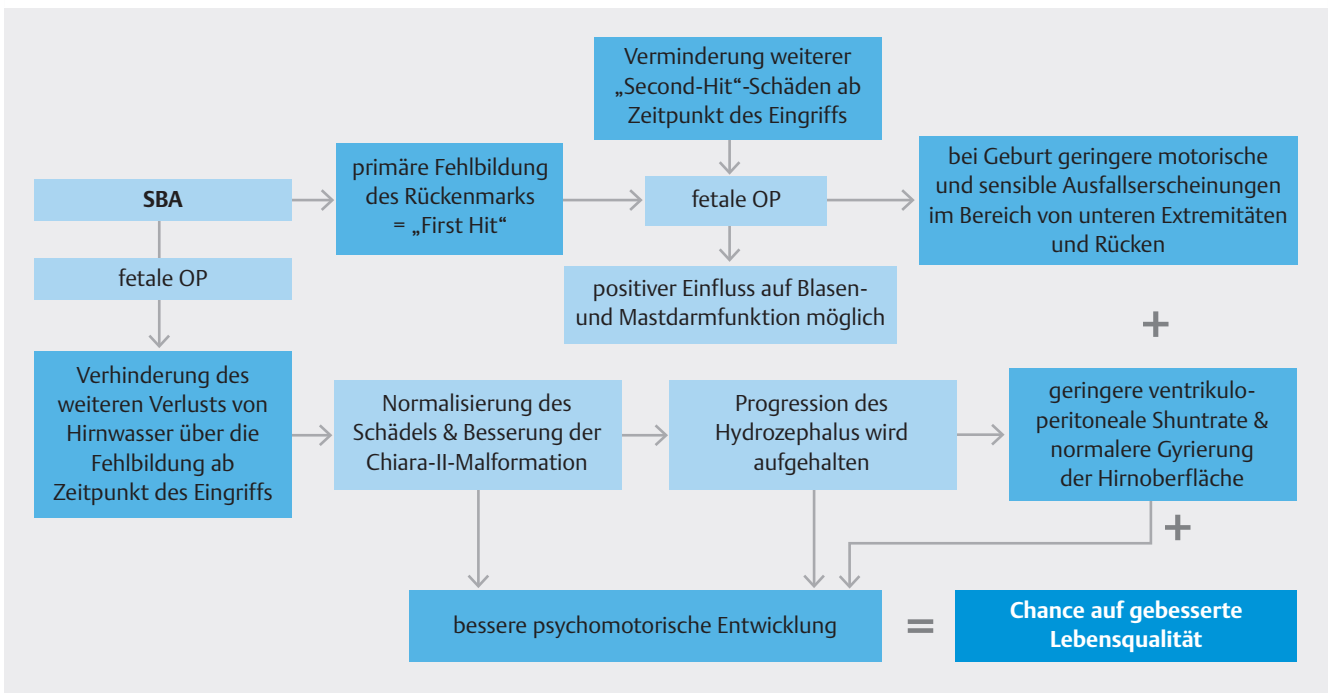 Verminderung weiterer
„Second-Hit“-Schäden ab
Zeitpunkt des Eingriffs
SBA
primäre Fehlbildung
des Rückenmarks
= „First Hit“
fetale OP
bei Geburt geringere motorische
und sensible Ausfallserscheinungen
im Bereich von unteren Extremitäten
und Rücken
fetale OP
positiver Einfluss auf Blasen-
und Mastdarmfunktion möglich
+
Verhinderung des
weiteren Verlusts von
Hirnwasser über die
Fehlbildung ab
Zeitpunkt des Eingriffs
Normalisierung des
Schädels & Besserung der
Chiara-II-Malformation
Progression des
Hydrozephalus wird
aufgehalten
geringere ventrikulo-
peritoneale Shuntrate &
normalere Gyrierung
der Hirnoberfläche
+
bessere psychomotorische Entwicklung
=
Chance auf gebesserte
Lebensqualität